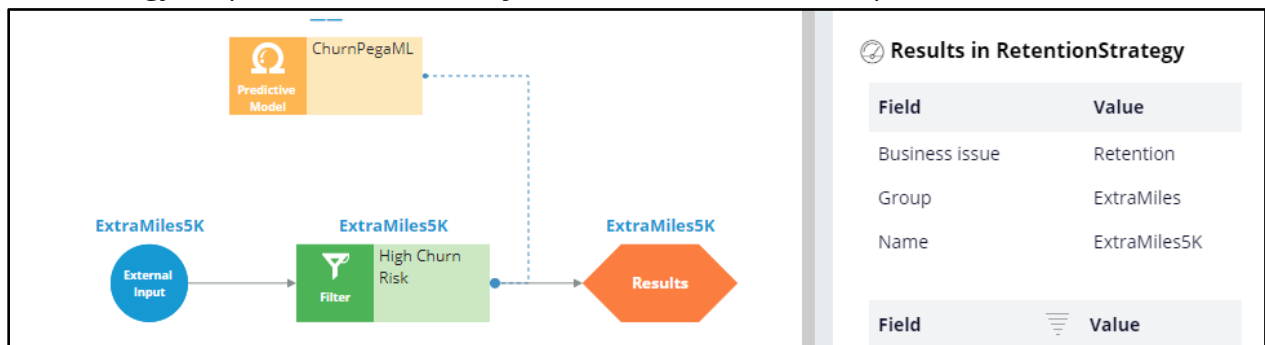 ChurnPegaML
Predictive
Model
ExtraMiles5K
ExtraMiles5K
ExtraMiles5K
External
Input
Filter
High Churn
Risk
Results
Results in RetentionStrategy
Field Value
Business issue Retention
Group ExtraMiles
Name ExtraMiles5K
Field Value